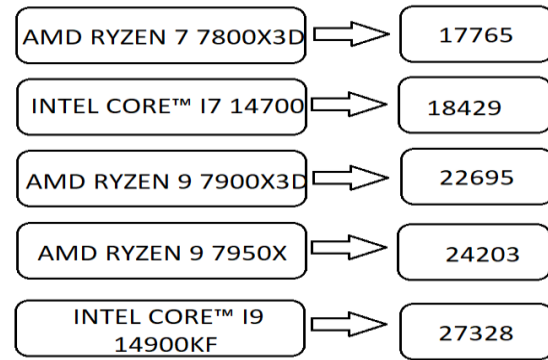 AMD RYZEN 7 7800X3D
17765
INTEL CORE™ I7 14700
18429
AMD RYZEN 9 7900X3D
22695
AMD RYZEN 9 7950X
24203
INTEL CORE™ I9
14900KF
27328